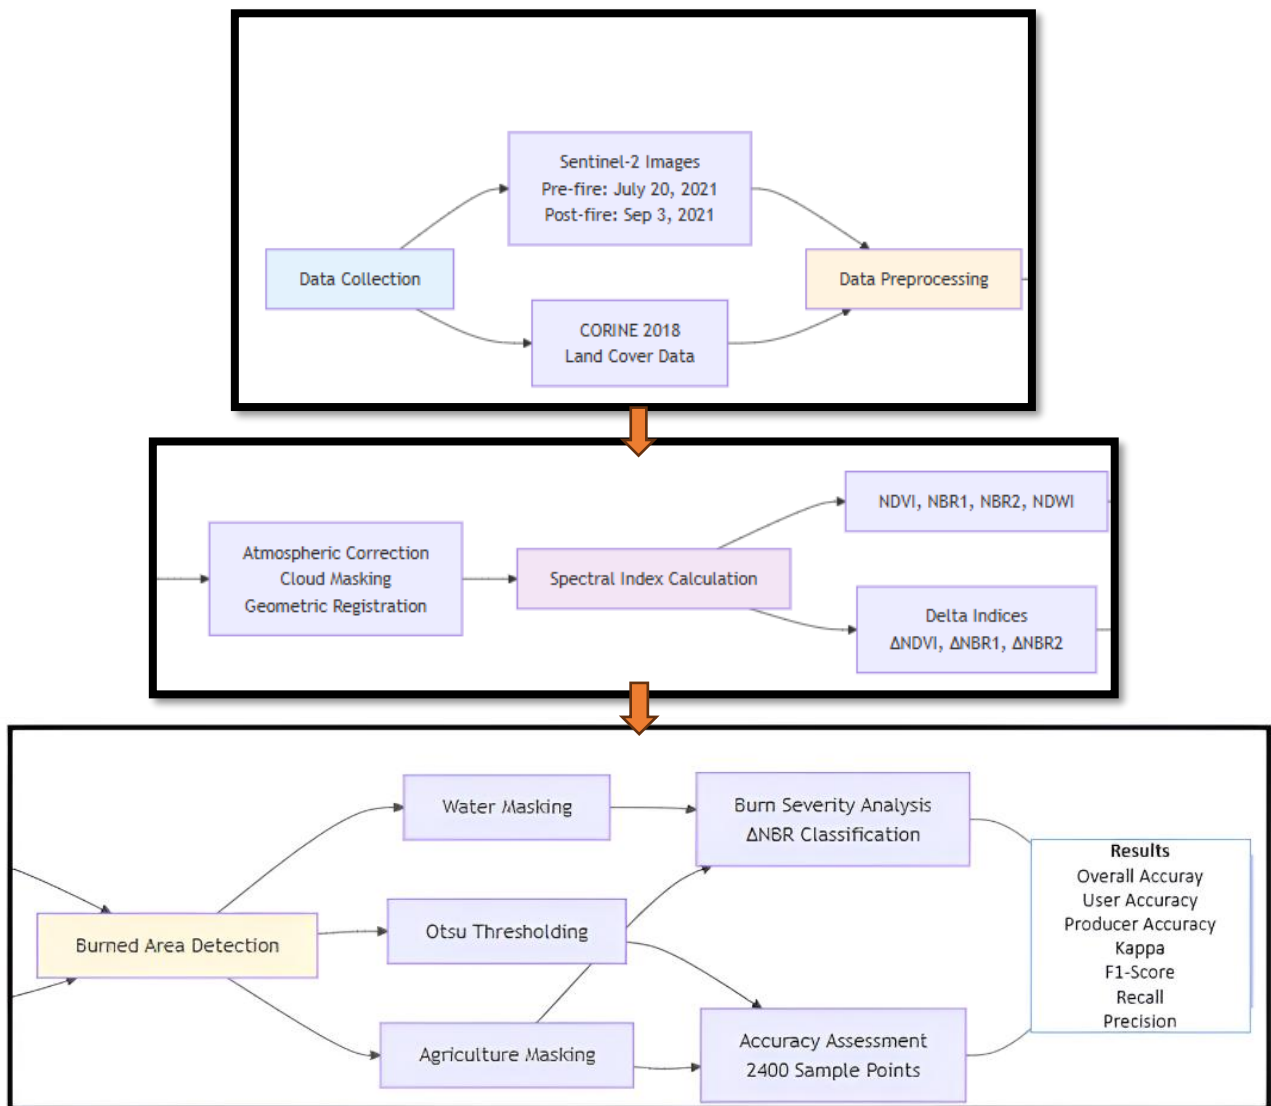 Sentinel-2 Images
Pre-fire: July 20, 2021
Post-fire: Sep 3, 2021
Data Collection
Data Preprocessing
CORINE 2018
Land Cover Data
NDVI, NBR1, NBR2, NDWI
Atmospheric Correction
Cloud Masking
Geometric Registration
Spectral Index Calculation
Delta Indices
ΔNDVI, ΔNBR1, ΔNBR2
Water Masking
Burn Severity Analysis
ΔNBR Classification
Burned Area Detection
Otsu Thresholding
Agriculture Masking
Accuracy Assessment
2400 Sample Points
Results
Overall Accuray
User Accuracy
Producer Accuracy
Kappa
F1-Score
Recall
Precision